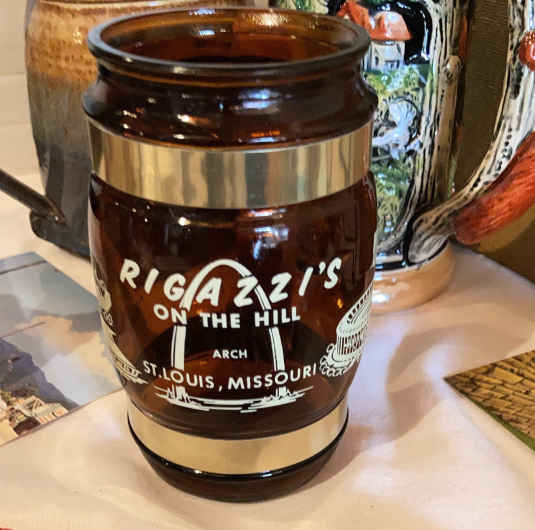 RIGAZZI'S
ON THE HILL
ARCH
ST. LOUIS, MISSOURI